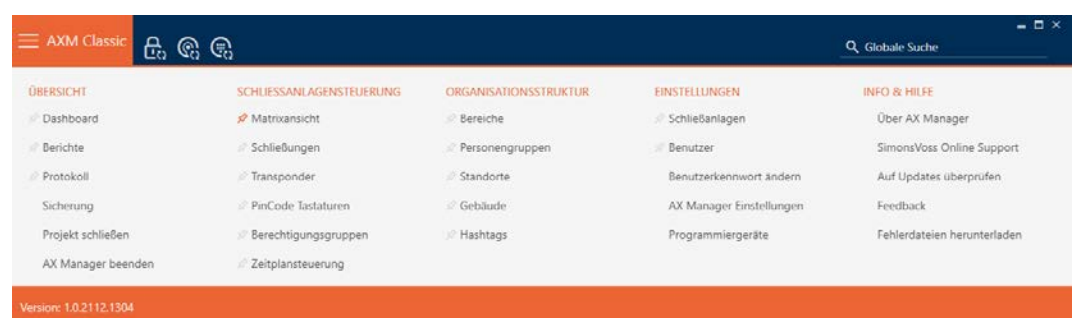 AXM Classic
Globale Suche
ÜBERSICHT
Dashboard
Berichte
Protokoll
Sicherung
Projekt schließen
AX Manager beenden
SCHLIESSANLAGENSTEUERUNG
Matrixansicht
Schließungen
Transponder
PinCode Tastaturen
Berechtigungsgruppen
Zeitplansteuerung
ORGANISATIONSSTRUKTUR
Bereiche
Personengruppen
Standorte
Gebäude
Hashtags
EINSTELLUNGEN
Schließanlagen
Benutzer
Benutzerkennwort ändern
AX Manager Einstellungen
Programmiergeräte
INFO & HILFE
Über AX Manager
SimonsVoss Online Support
Auf Updates überprüfen
Feedback
Fehlerdateien herunterladen
Version: 1.0.2112.1304